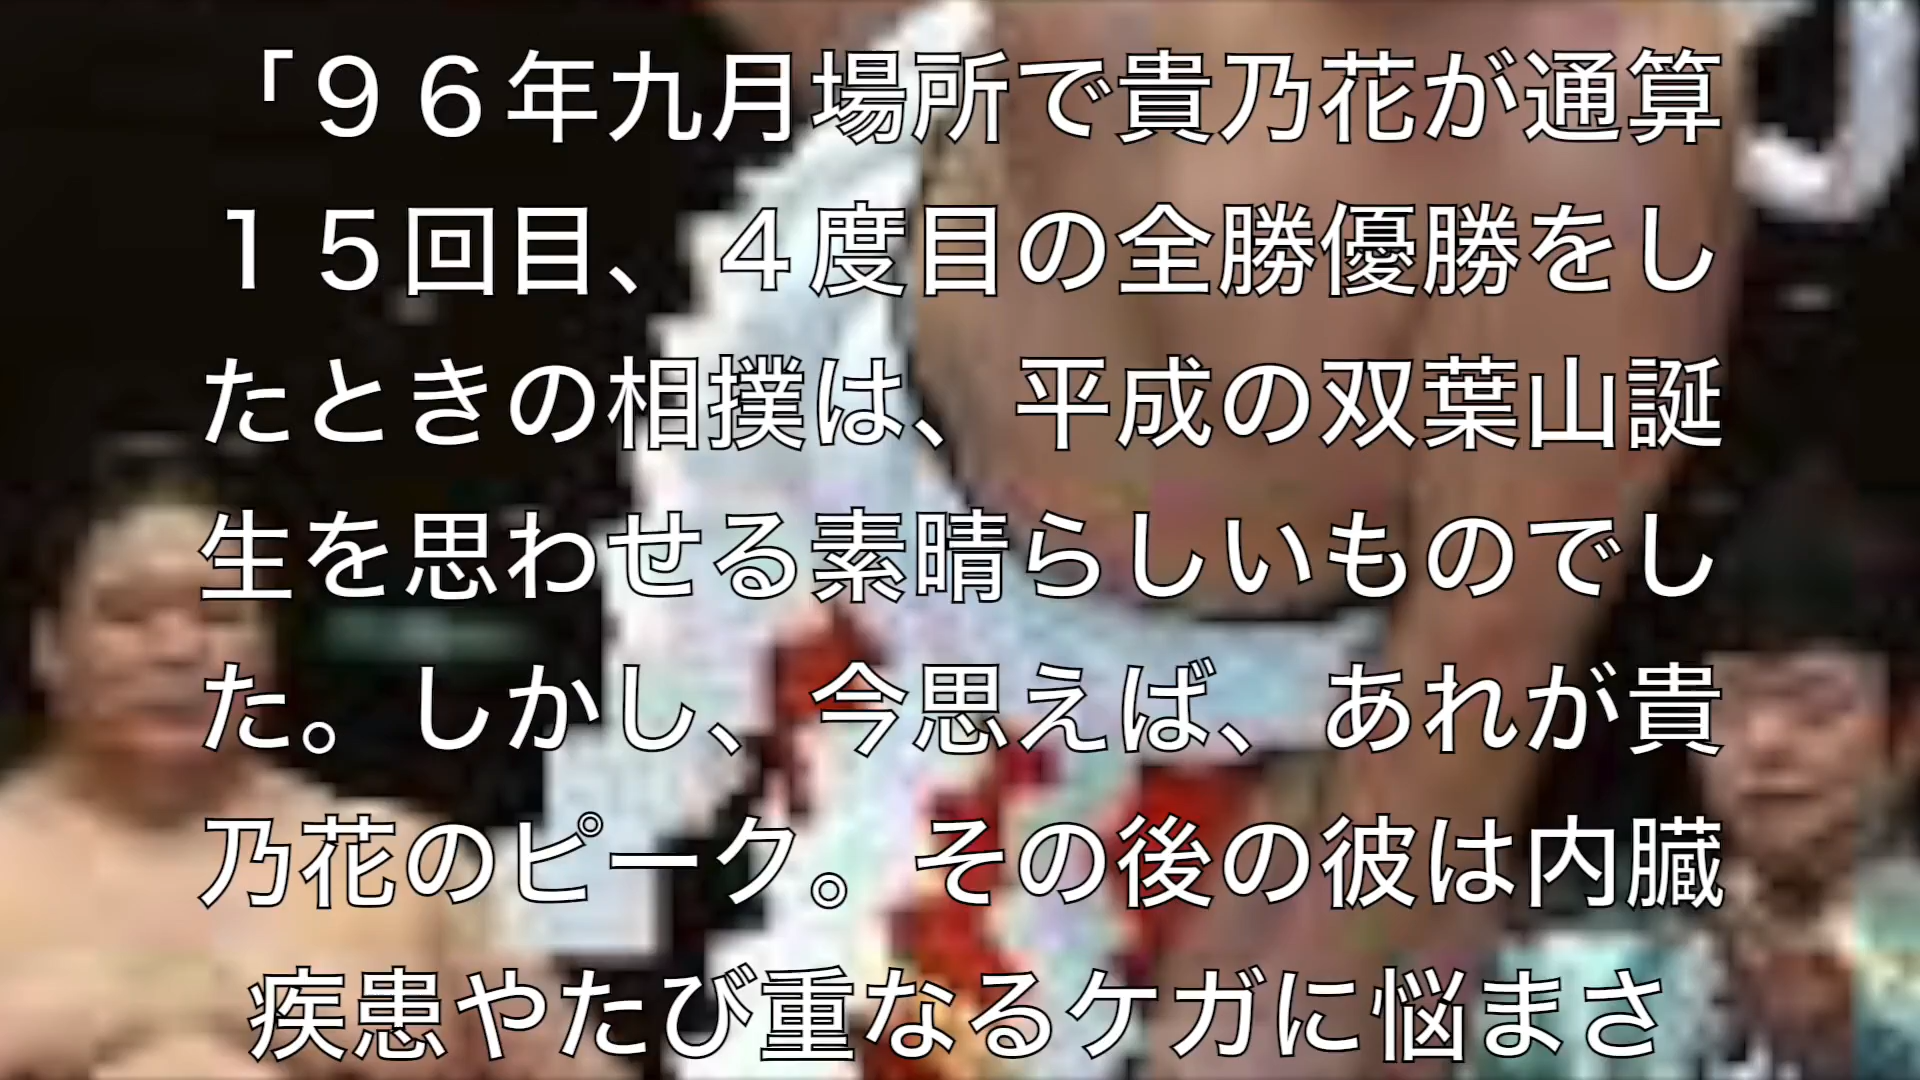 「９６年九月場所で貴乃花が通算
１５回目、４度目の全勝優勝をし
たときの相撲は、平成の双葉山誕
生を思わせる素晴らしいものでし
た。しかし、今思えば、あれが貴
乃花のピーク。その後の彼は内臓
疾患やたび重なるケガに悩まさ